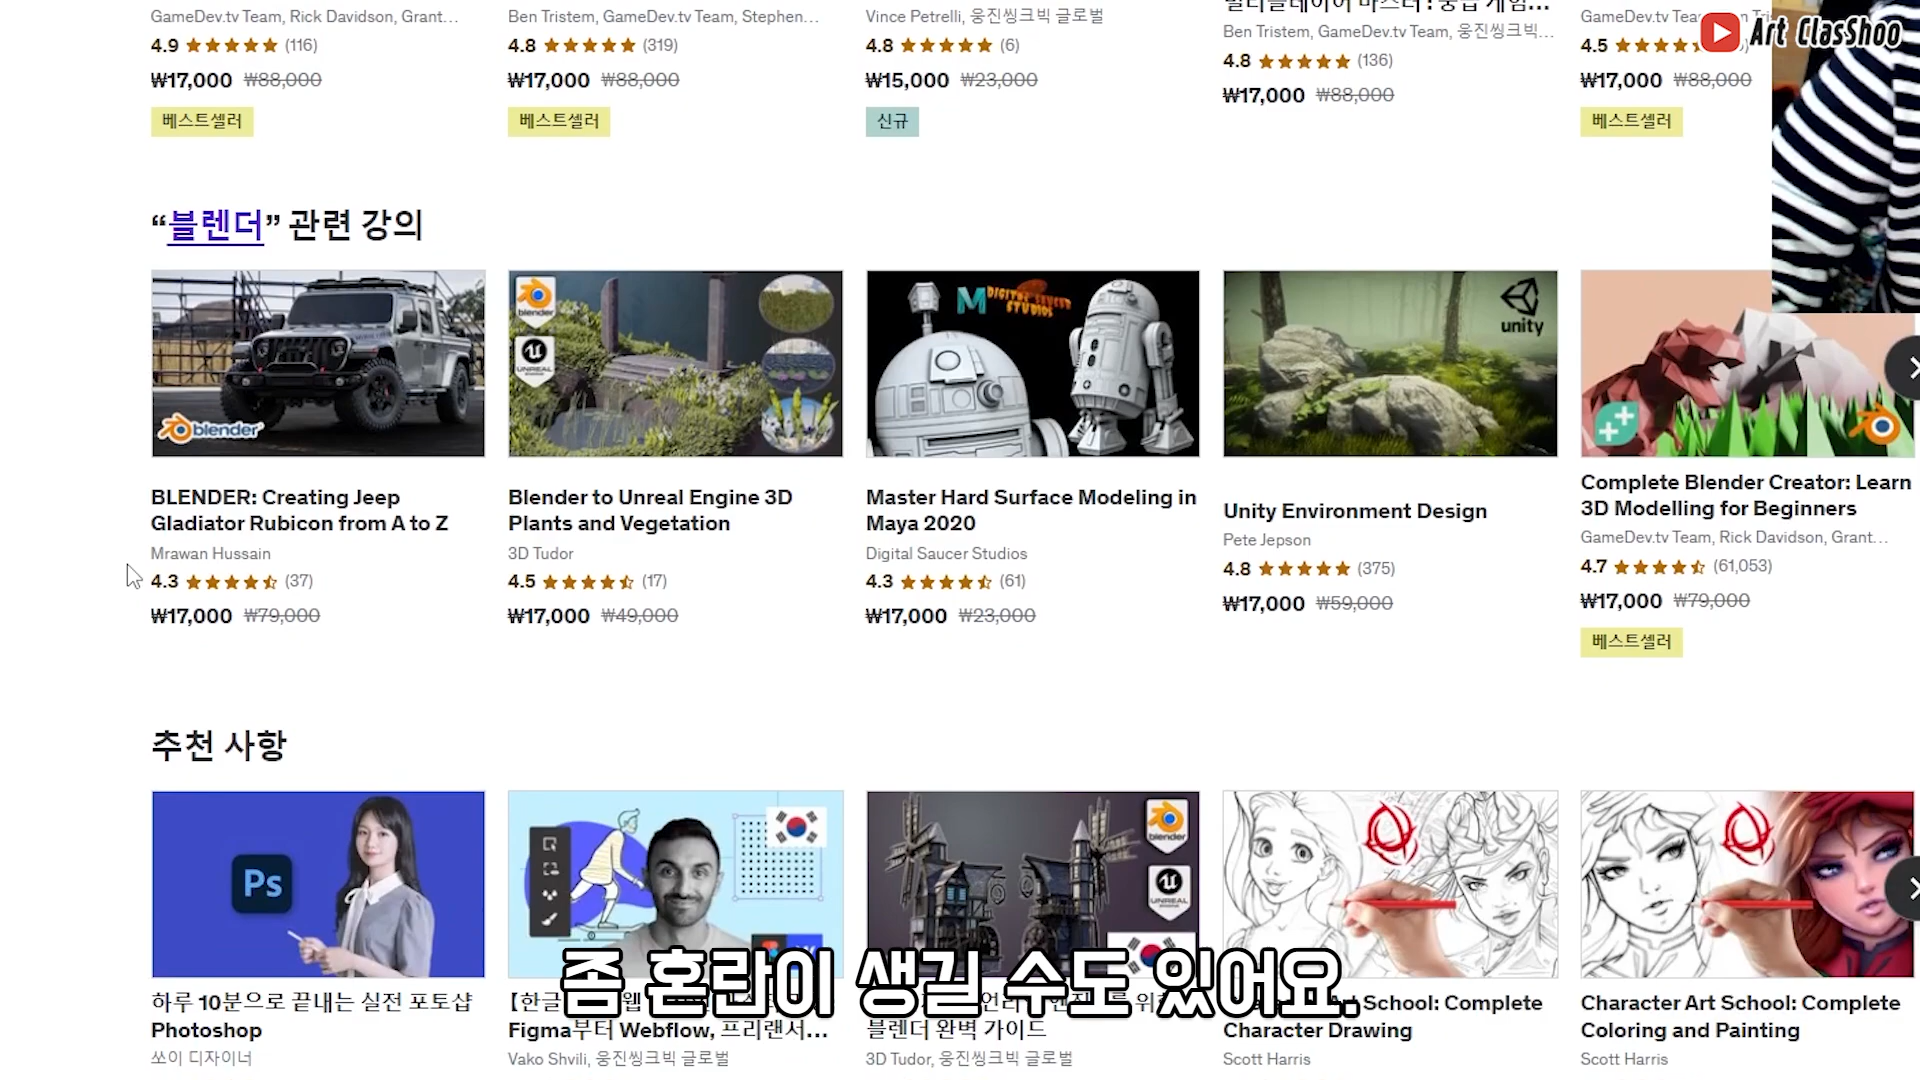 GameDev.tv Team, Rick Davidson, Grant...
4.9 (116)
₩17,000 ₩88,000
베스트셀러
Ben Tristem, GameDev.tv Team, Stephen...
4.8 (319)
₩17,000 ₩88,000
베스트셀러
Vince Petrelli, 웅진씽크빅 글로벌
4.8 (6)
₩15,000 ₩23,000
신규
Ben Tristem, GameDev.tv Team, 웅진씽크빅...
4.8 (136)
₩17,000 ₩88,000
4.5
₩17,000 ₩88,000
베스트셀러
Art ClasShoo
“블렌더” 관련 강의
blender
BLENDER: Creating Jeep
Gladiator Rubicon from A to Z
Mrawan Hussain
4.3 (37)
₩17,000 ₩79,000
blender
UNREAL
Blender to Unreal Engine 3D
Plants and Vegetation
3D Tudor
4.5 (17)
₩17,000 ₩49,000
M DIGITAL SAUCER
STUDIOS
Master Hard Surface Modeling in
Maya 2020
Digital Saucer Studios
4.3 (61)
₩17,000 ₩23,000
unity
Unity Environment Design
Pete Jepson
4.8 (375)
₩17,000 ₩59,000
Complete Blender Creator: Learn
3D Modelling for Beginners
GameDev.tv Team, Rick Davidson, Grant...
4.7 (61,053)
₩17,000 ₩79,000
베스트셀러
추천 사항
Ps
하루 10분으로 끝내는 실전 포토샵
Photoshop
쏘이 디자이너
Figma부터 Webflow, 프리랜서...
Vako Shvili, 웅진씽크빅 글로벌
blender
UNREAL
블렌더 완벽 가이드
3D Tudor, 웅진씽크빅 글로벌
Art School: Complete
Character Drawing
Scott Harris
Character Art School: Complete
Coloring and Painting
Scott Harris
좀 혼란이 생길 수도 있어요.